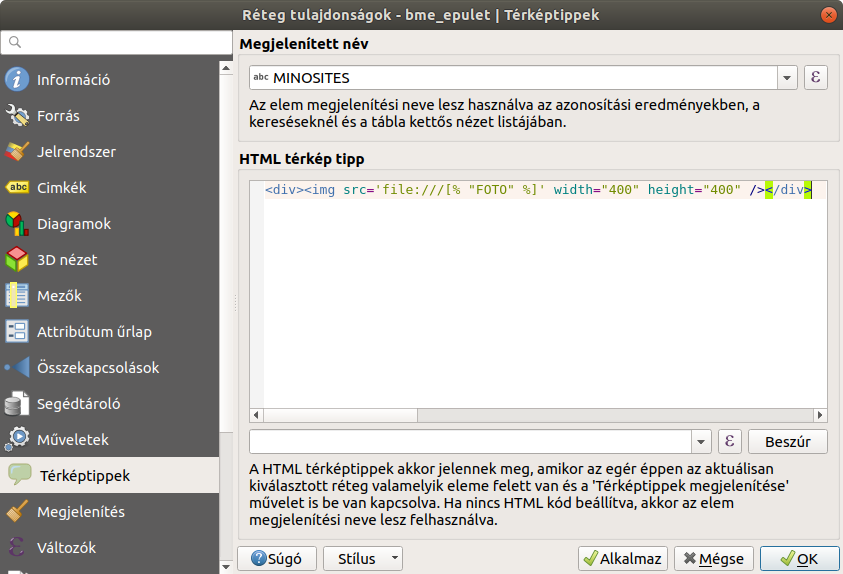 Réteg tulajdonságok - bme_epulet | Térképtippek
Információ
Forrás
Jelrendszer
abc Cimkék
Diagramok
3D nézet
Mezők
Attribútum űrlap
Összekapcsolások
Segédtároló
Műveletek
Térképtippek
Megjelenítés
Változók
Megjelenített név
abc MINOSITES
ε
Az elem megjelenítési neve lesz használva az azonosítási eredményekben, a
kereséseknél és a tábla kettős nézet listájában.
HTML térkép tipp
<div><img src='file:///[% "FOTO" %]' width="400" height="400" /></div>
ε
Beszúr
A HTML térképtippek akkor jelennek meg, amikor az egér éppen az aktuálisan
kiválasztott réteg valamelyik eleme felett van és a 'Térképtippek megjelenítése'
művelet is be van kapcsolva. Ha nincs HTML kód beállítva, akkor az elem
megjelenítési neve lesz felhasználva.
Súgó
Stílus
Alkalmaz
Mégse
OK